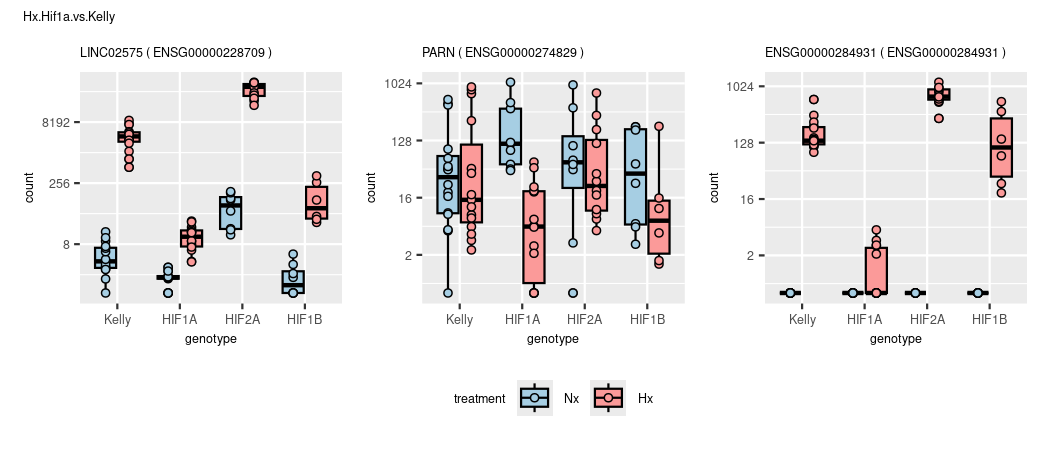 Hx.Hif1a.vs.Kelly
LINC02575 ( ENSG00000228709 )
count
8192
256
8
Kelly HIF1A HIF2A HIF1B
genotype
PARN ( ENSG00000274829 )
count
1024
128
16
2
Kelly HIF1A HIF2A HIF1B
genotype
ENSG00000284931 ( ENSG00000284931 )
count
1024
128
16
2
Kelly HIF1A HIF2A HIF1B
genotype
treatment Nx Hx